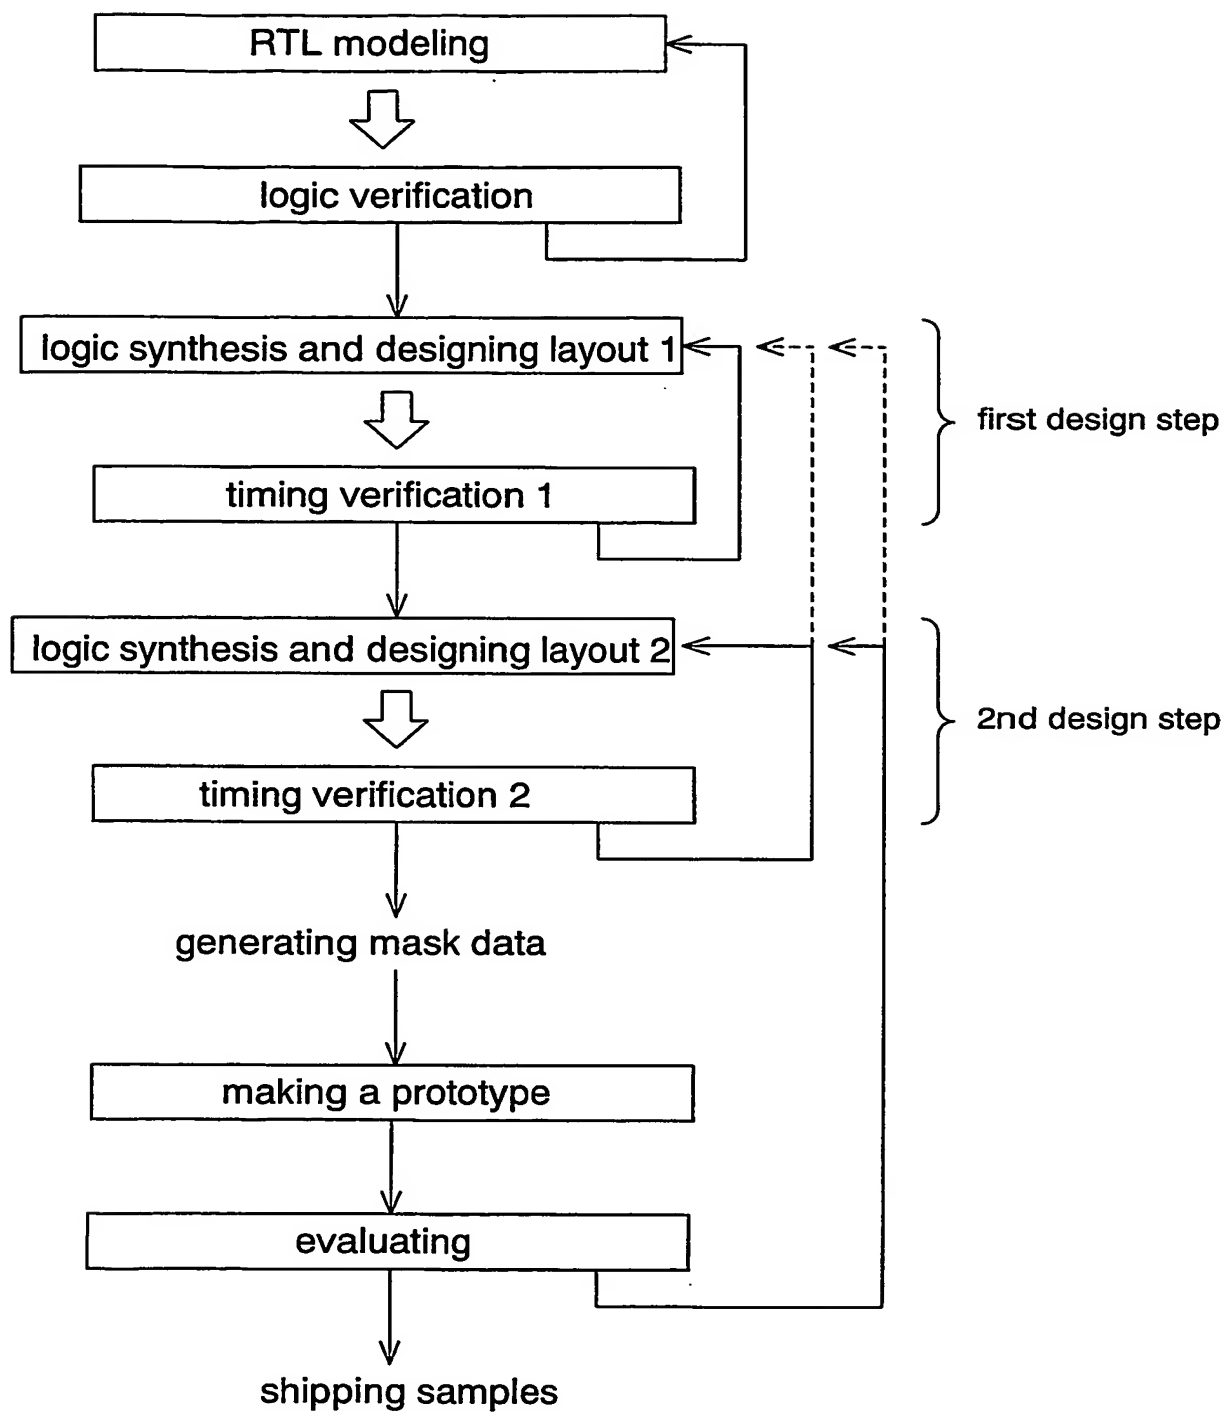 RTL modeling
logic verification
logic synthesis and designing layout 1
first design step
timing verification 1
logic synthesis and designing layout 2
2nd design step
timing verification 2
generating mask data
making a prototype
evaluating
shipping samples